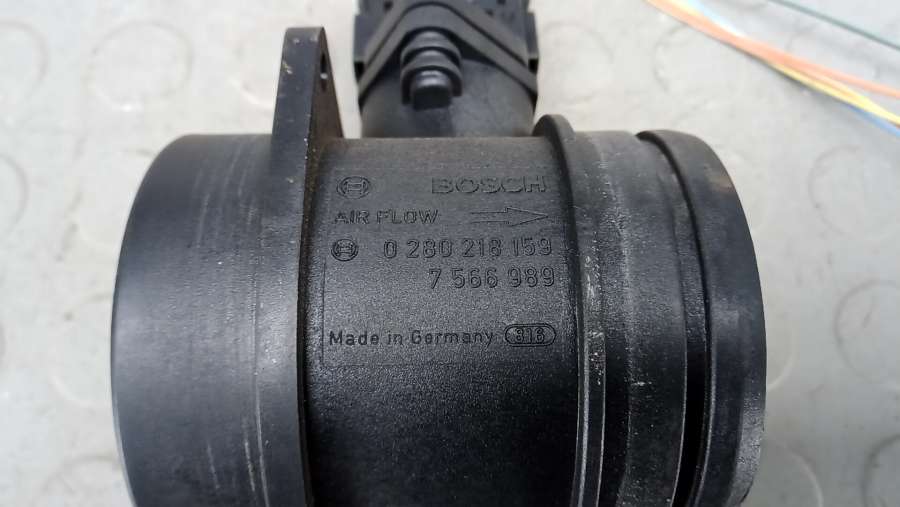 BOSCH
AIR FLOW
0 280 218 159
7 566 989
Made in Germany 818